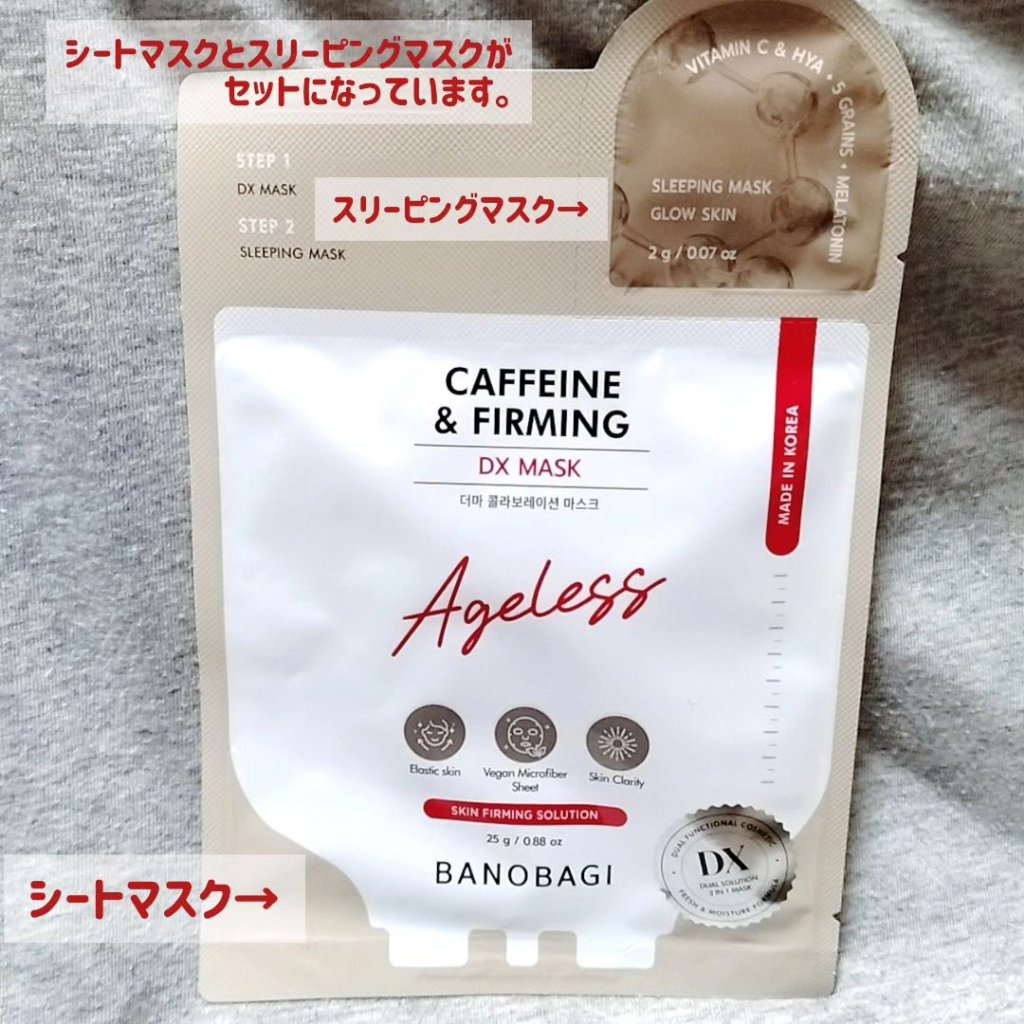 シートマスクとスリーピングマスクが
セットになっています。
VITAMIN C & HYA • 5 GRAINS • MELATONIN
STEP 1
DX MASK
STEP 2
SLEEPING MASK
スリーピングマスク→
SLEEPING MASK
GLOW SKIN
2 g / 0.07 oz
CAFFEINE
& FIRMING
DX MASK
더마 콜라보레이션 마스크
MADE IN KOREA
Ageless
Elastic skin
Vegan Microfiber
Sheet
Skin Clarity
SKIN FIRMING SOLUTION
25 g / 0.88 oz
BANOBAGI
DUAL FUNCTIONAL COSMETIC
DX
DUAL SOLUTION
2 IN 1 MASK
FRESH & MOISTURE FORMULA
シートマスク→